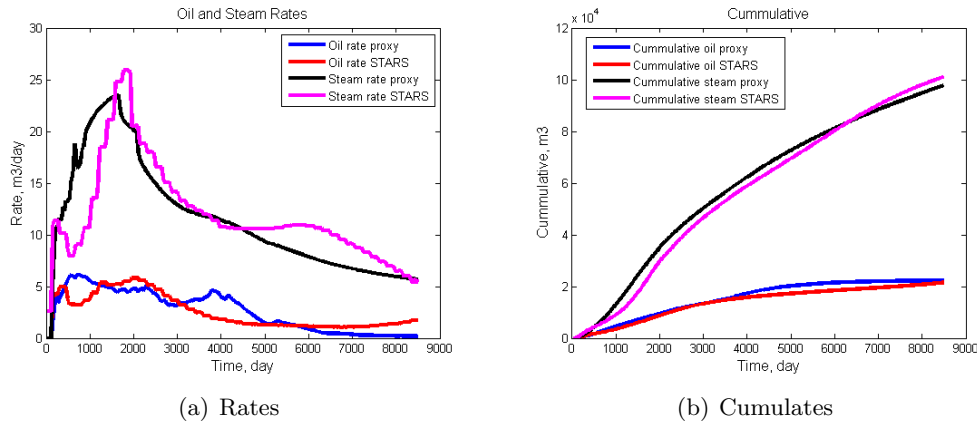 Oil and Steam Rates
Rate, m3/day
30
25
20
15
10
5
0
0 1000 2000 3000 4000 5000 6000 7000 8000 9000
Time, day
Oil rate proxy
Oil rate STARS
Steam rate proxy
Steam rate STARS
(a) Rates
Cummulative
x 10^4
Cummulative, m3
12
10
8
6
4
2
0
0 1000 2000 3000 4000 5000 6000 7000 8000 9000
Time, day
Cummulative oil proxy
Cummulative oil STARS
Cummulative steam proxy
Cummulative steam STARS
(b) Cumulates